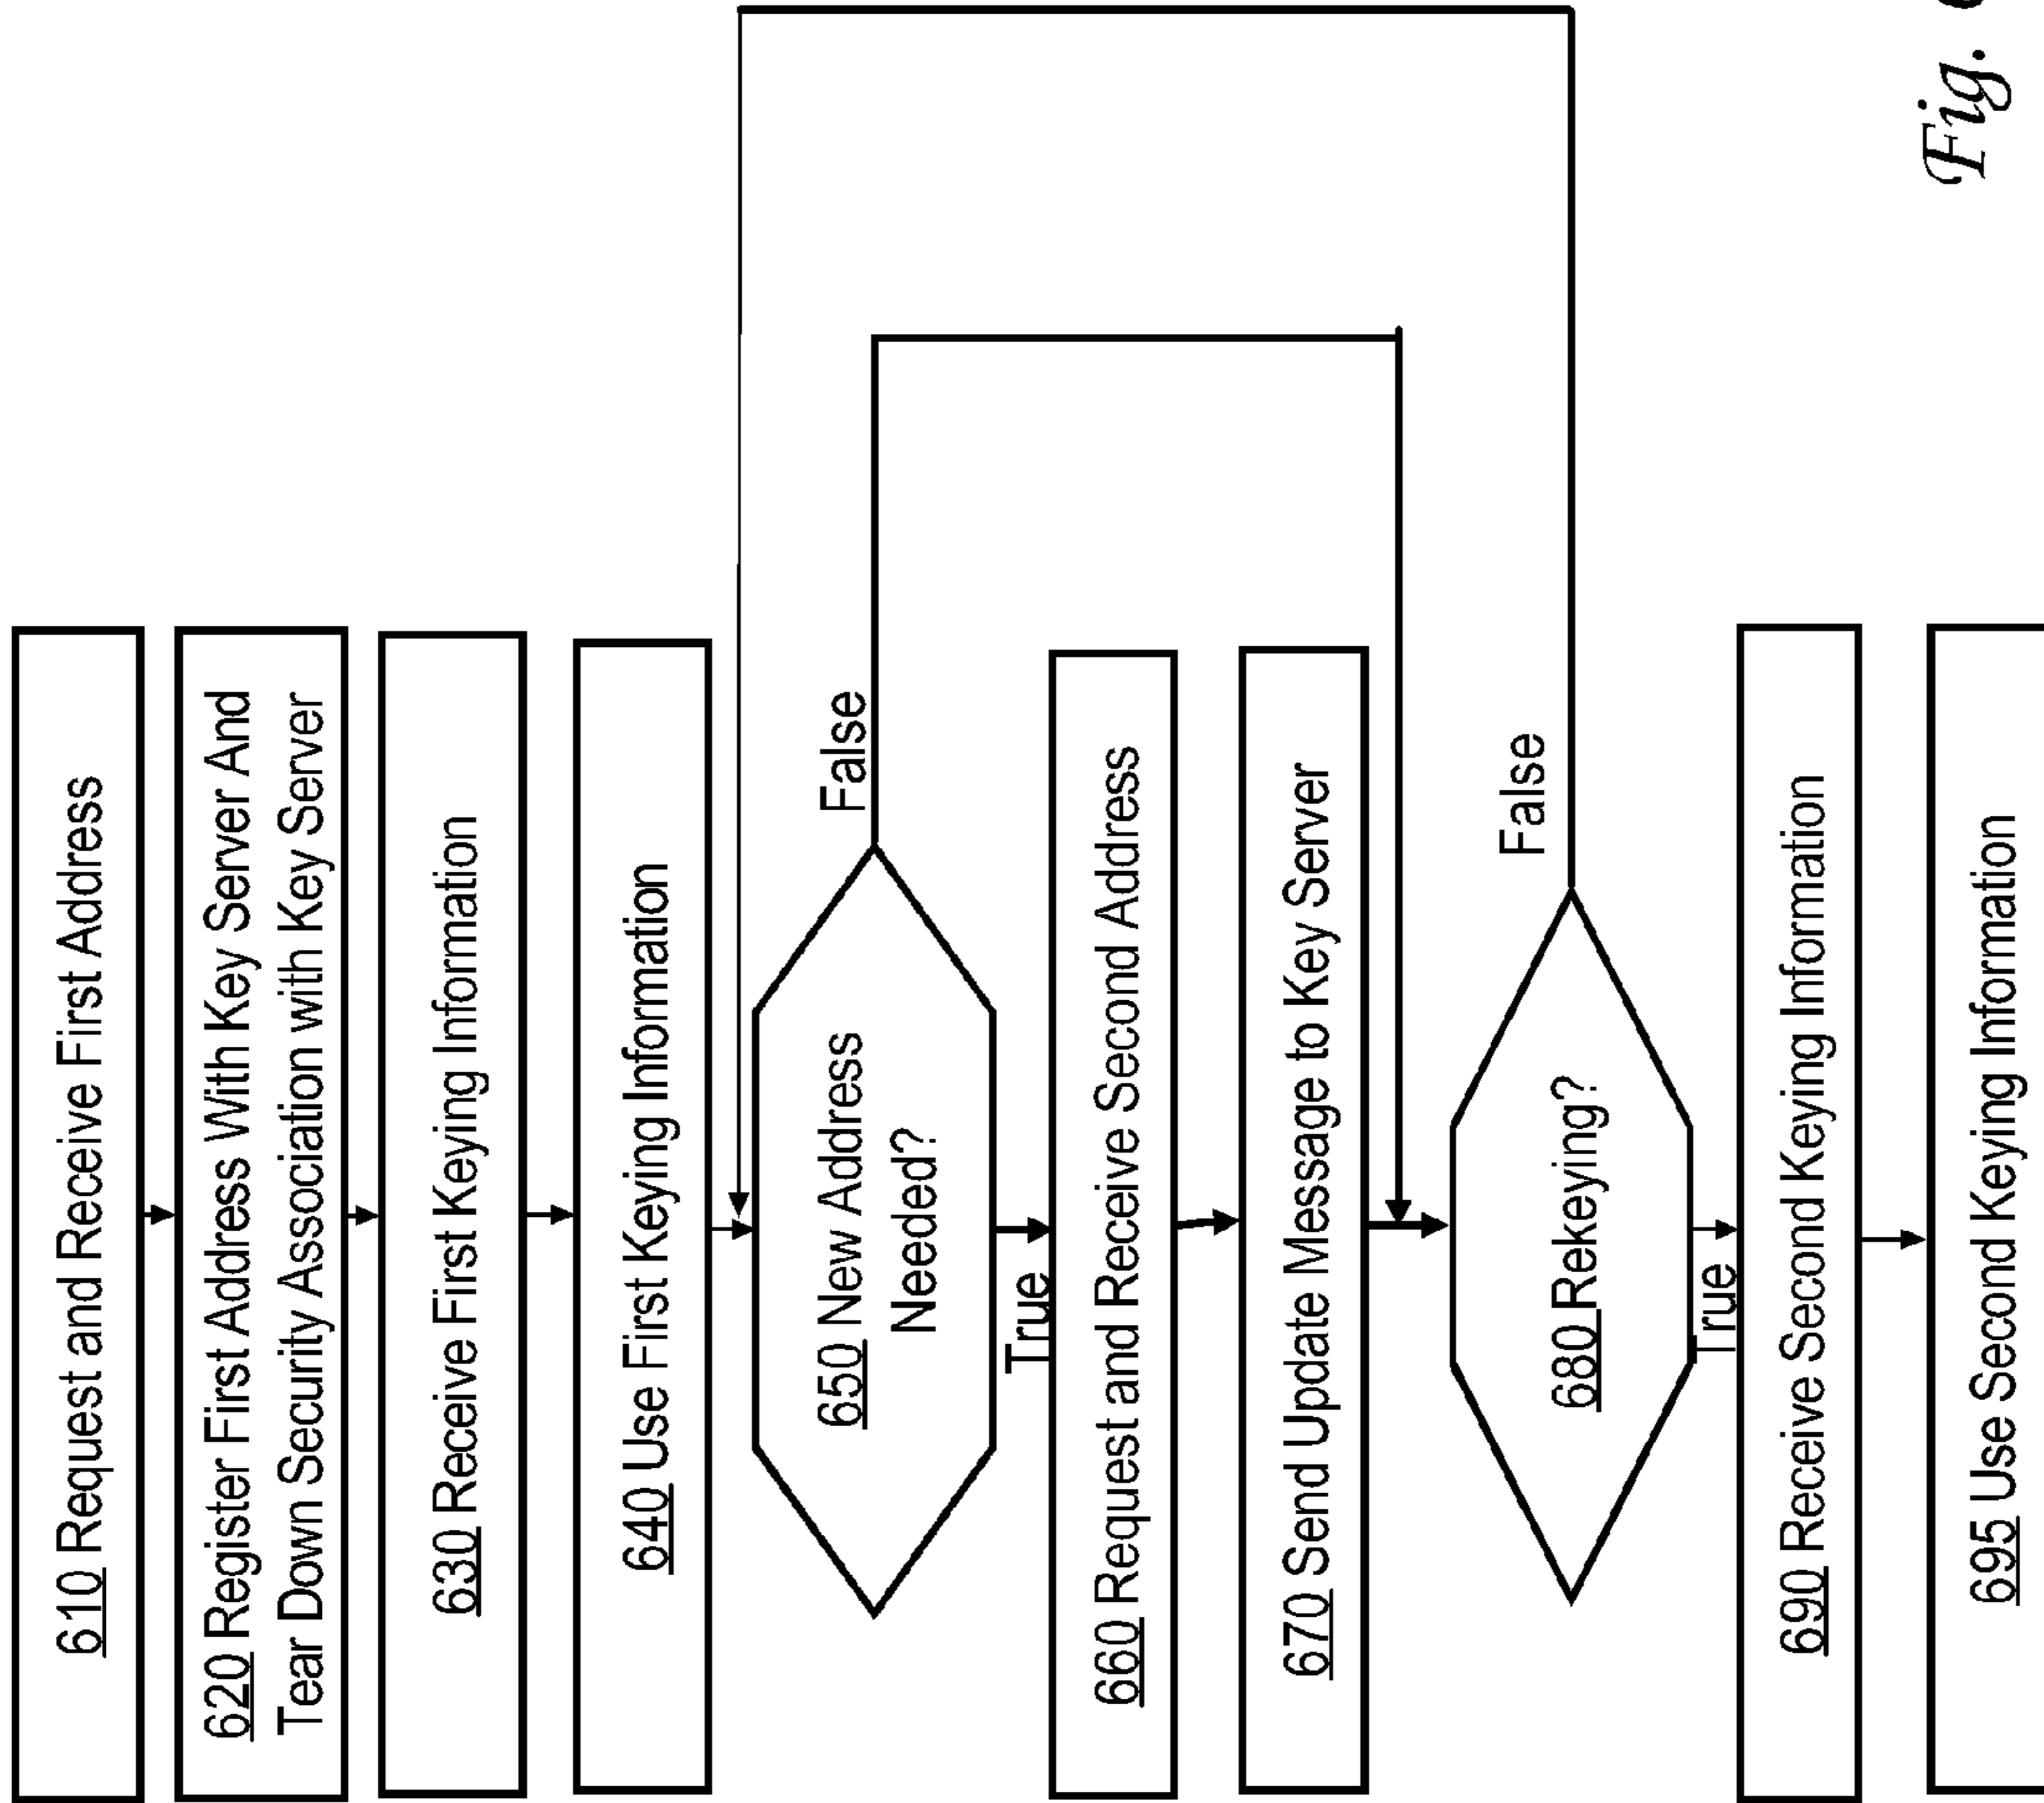 610 Request and Receive First Address
620 Register First Address With Key Server And
Tear Down Security Association with Key Server
630 Receive First Keying Information
640 Use First Keying Information
650 New Address
Needed?
False
True
660 Request and Receive Second Address
670 Send Update Message to Key Server
680 Rekeying?
False
True
690 Receive Second Keying Information
695 Use Second Keying Information
Fig.